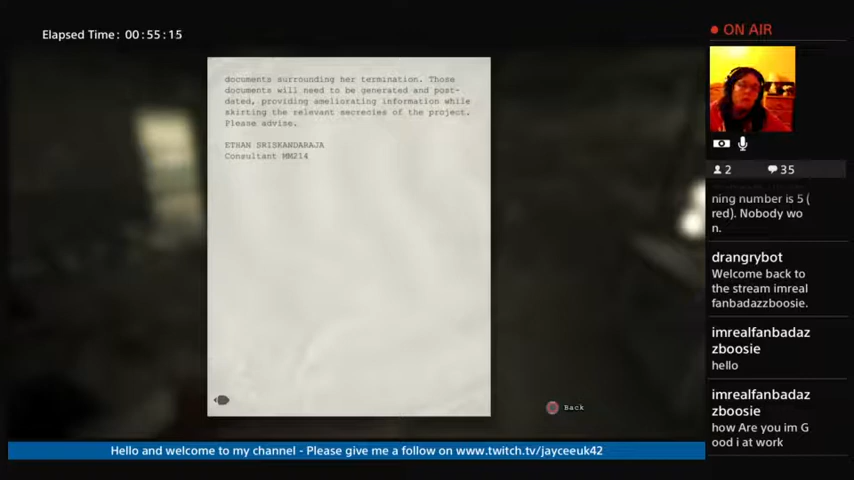 Elapsed Time: 00:55:15
documents surrounding her termination. Those
documents will need to be generated and post-
dated, providing ameliorating information while
skirting the relevant secrecies of the project.
Please advise.
ETHAN SRISKANDARAJA
Consultant MM214
Back
Hello and welcome to my channel - Please give me a follow on www.twitch.tv/jayceeuk42
ON AIR
2
35
ning number is 5 (
red). Nobody wo
n.
drangrybot
Welcome back to
the stream imreal
fanbadazzboosie.
imrealfanbadaz
zboosie
hello
imrealfanbadaz
zboosie
how Are you im G
ood i at work